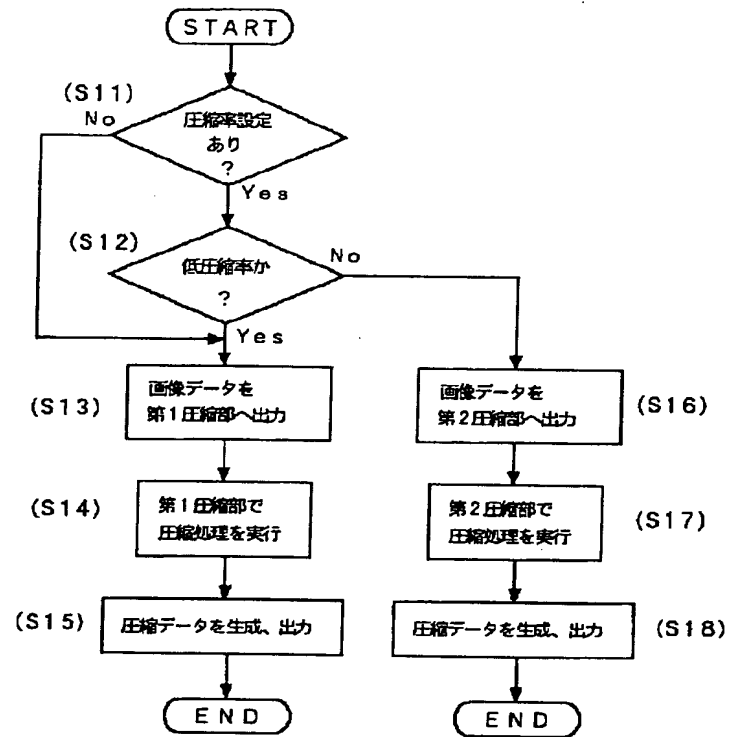 START
(S11)
No
圧縮率設定
あり
?
Yes
(S12)
No
低圧縮率か
?
Yes
(S13)
画像データを
第1圧縮部へ出力
画像データを
第2圧縮部へ出力
(S16)
(S14)
第1圧縮部で
圧縮処理を実行
第2圧縮部で
圧縮処理を実行
(S17)
(S15)
圧縮データを生成、出力
圧縮データを生成、出力
(S18)
END
END